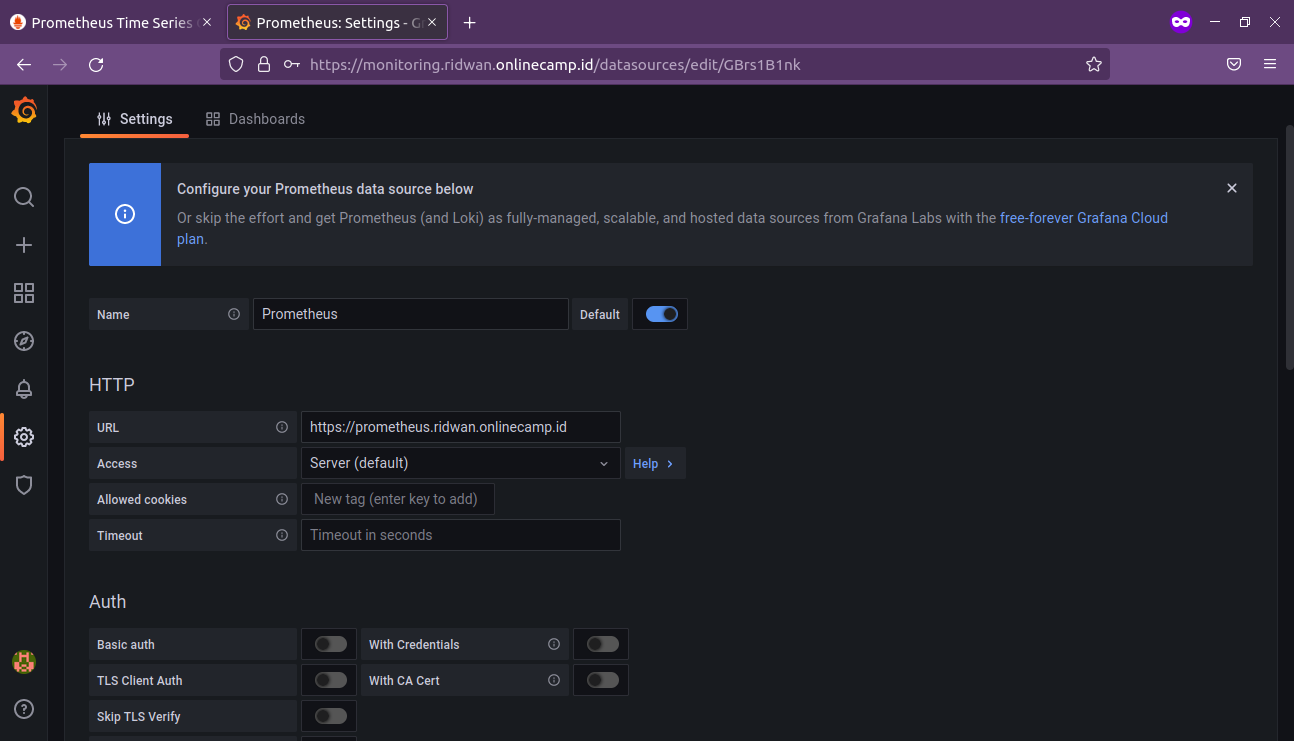 Prometheus Time Series
Prometheus: Settings - Gr
https://monitoring.ridwan.onlinecamp.id/datasources/edit/GBrs1B1nk
Settings
Dashboards
Configure your Prometheus data source below
Or skip the effort and get Prometheus (and Loki) as fully-managed, scalable, and hosted data sources from Grafana Labs with the free-forever Grafana Cloud
plan.
Name
Prometheus
Default
HTTP
URL
https://prometheus.ridwan.onlinecamp.id
Access
Server (default)
Help
Allowed cookies
New tag (enter key to add)
Timeout
Timeout in seconds
Auth
Basic auth
With Credentials
TLS Client Auth
With CA Cert
Skip TLS Verify